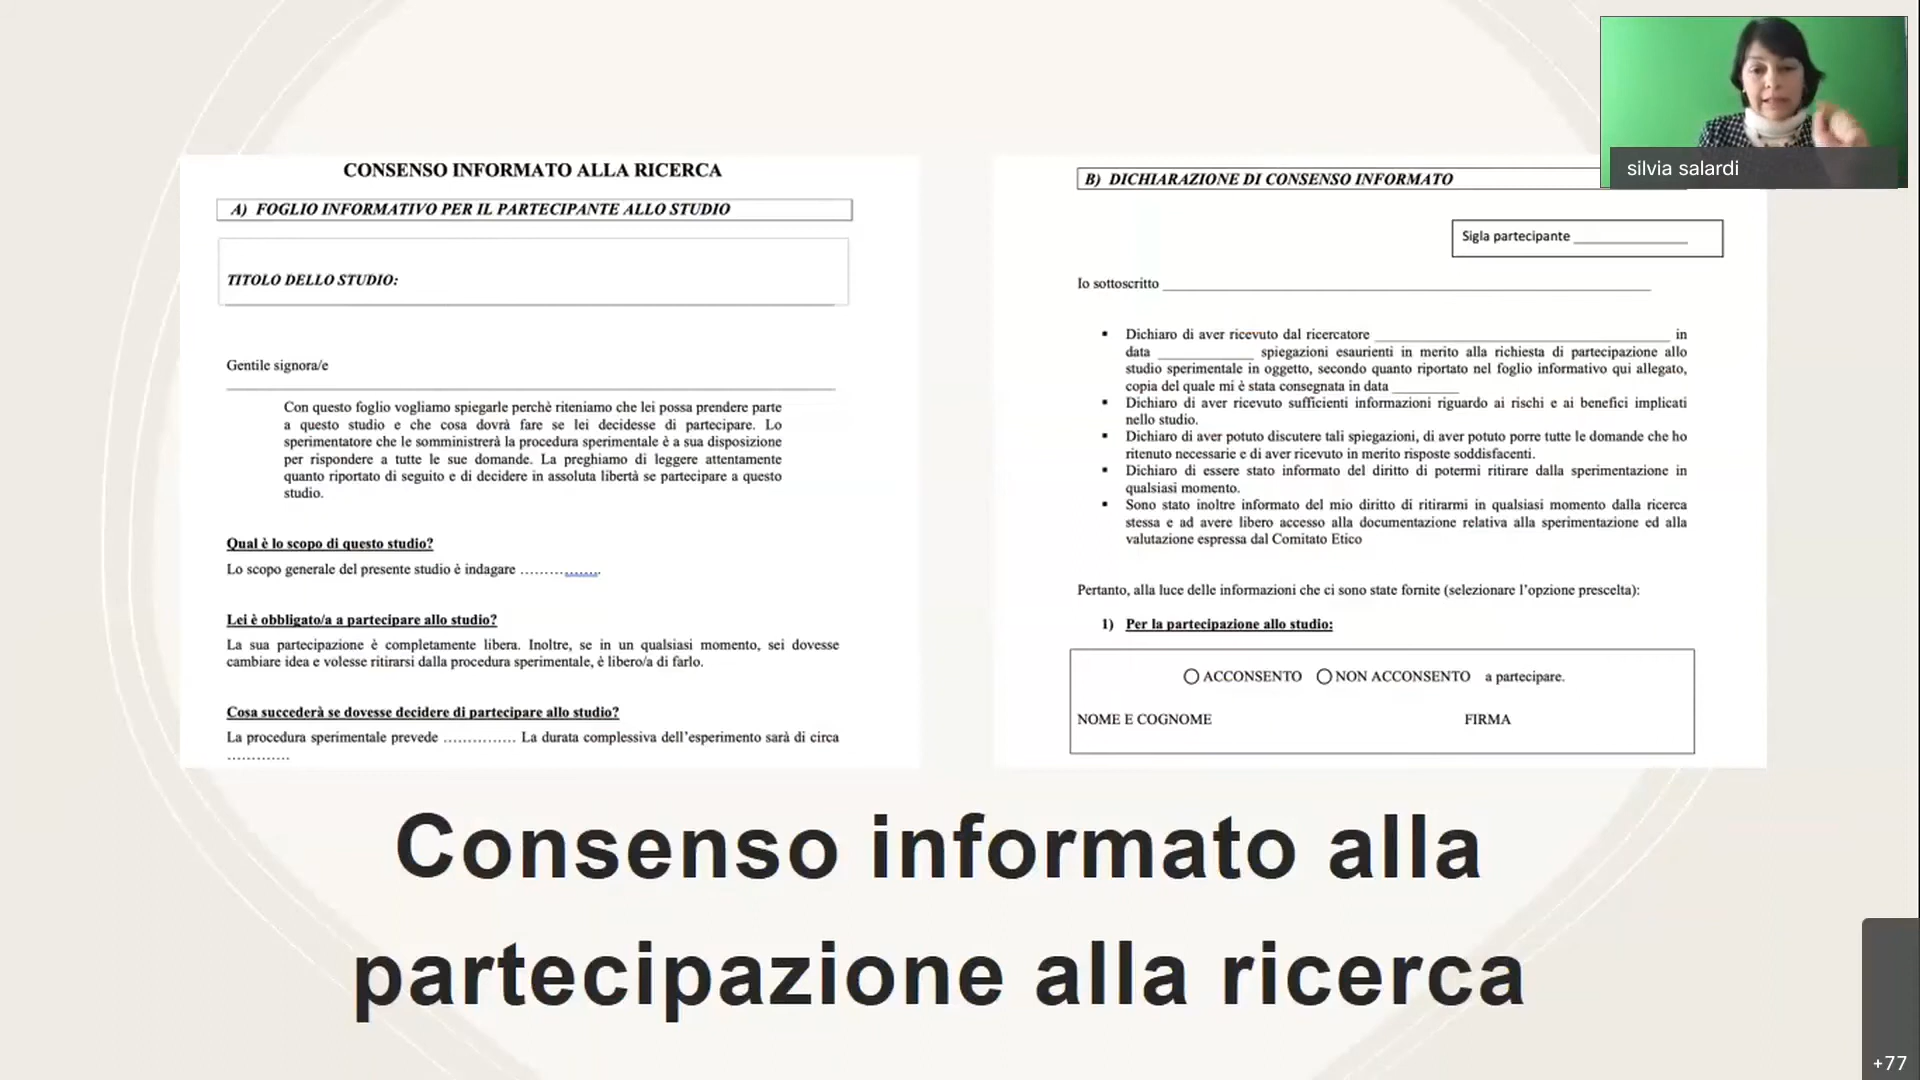 silvia salardi
CONSENSO INFORMATO ALLA RICERCA
A) FOGLIO INFORMATIVO PER IL PARTECIPANTE ALLO STUDIO
TITOLO DELLO STUDIO:
Gentile signora/e
Con questo foglio vogliamo spiegarle perchè riteniamo che lei possa prendere parte
a questo studio e che cosa dovrà fare se lei decidesse di partecipare. Lo
sperimentatore che le somministrerà la procedura sperimentale è a sua disposizione
per rispondere a tutte le sue domande. La preghiamo di leggere attentamente
quanto riportato di seguito e di decidere in assoluta libertà se partecipare a questo
studio.
Qual è lo scopo di questo studio?
Lo scopo generale del presente studio è indagare ……………..
Lei è obbligato/a a partecipare allo studio?
La sua partecipazione è completamente libera. Inoltre, se in un qualsiasi momento, sei dovesse
cambiare idea e volesse ritirarsi dalla procedura sperimentale, è libero/a di farlo.
Cosa succederà se dovesse decidere di partecipare allo studio?
La procedura sperimentale prevede …………… La durata complessiva dell’esperimento sarà di circa
………….
B) DICHIARAZIONE DI CONSENSO INFORMATO
Sigla partecipante _______________
Io sottoscritto _______________
Dichiaro di aver ricevuto dal ricercatore _______________ in
data _______________ spiegazioni esaurienti in merito alla richiesta di partecipazione allo
studio sperimentale in oggetto, secondo quanto riportato nel foglio informativo qui allegato,
copia del quale mi è stata consegnata in data _________
Dichiaro di aver ricevuto sufficienti informazioni riguardo ai rischi e ai benefici implicati
nello studio.
Dichiaro di aver potuto discutere tali spiegazioni, di aver potuto porre tutte le domande che ho
ritenuto necessarie e di aver ricevuto in merito risposte soddisfacenti.
Dichiaro di essere stato informato del diritto di potermi ritirare dalla sperimentazione in
qualsiasi momento.
Sono stato inoltre informato del mio diritto di ritirarmi in qualsiasi momento dalla ricerca
stessa e ad avere libero accesso alla documentazione relativa alla sperimentazione ed alla
valutazione espressa dal Comitato Etico
Pertanto, alla luce delle informazioni che ci sono state fornite (selezionare l’opzione prescelta):
1) Per la partecipazione allo studio:
ACCONSENTO NON ACCONSENTO a partecipare.
NOME E COGNOME FIRMA
Consenso informato alla
partecipazione alla ricerca
+77